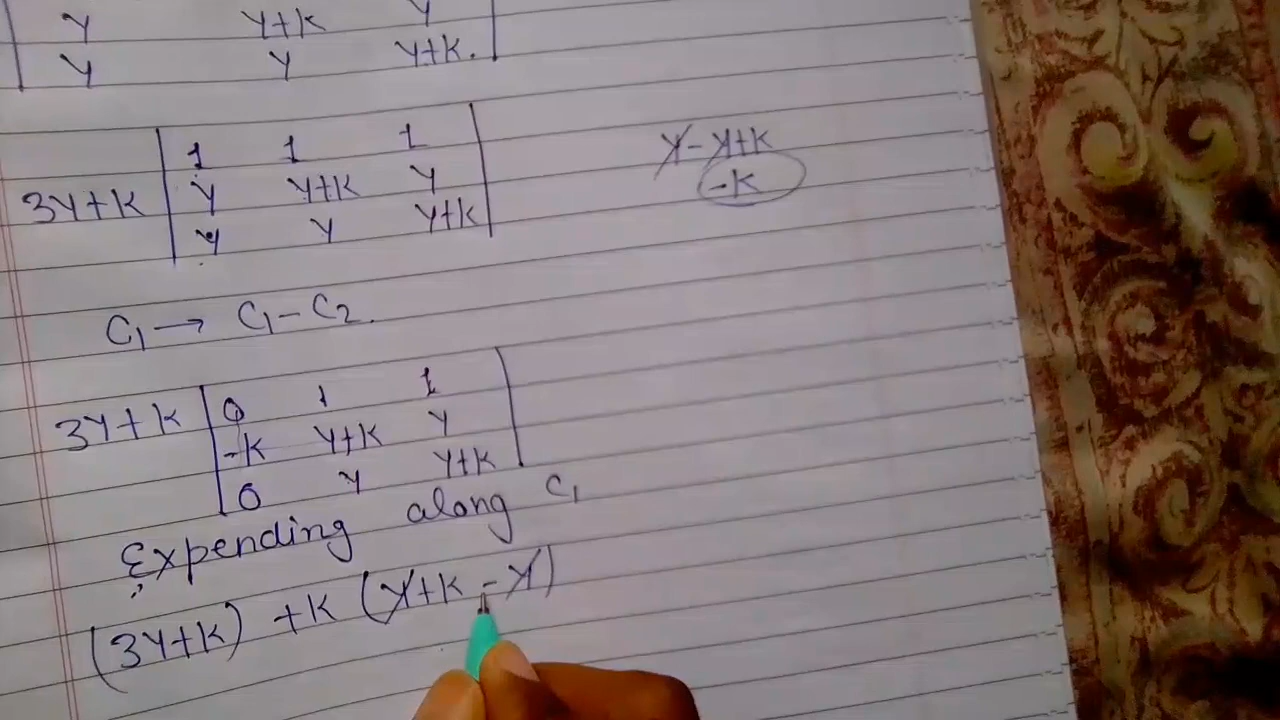 Y Y+K Y
Y Y Y+K.
1 1 1
3Y+K Y Y+K Y
Y Y Y+K
Y-Y+K
-K
C₁ → C₁-C₂.
0 1 1
3Y+K -K Y+K Y
0 Y Y+K
Expending along C₁
(3Y+K) +K (Y+K-Y)